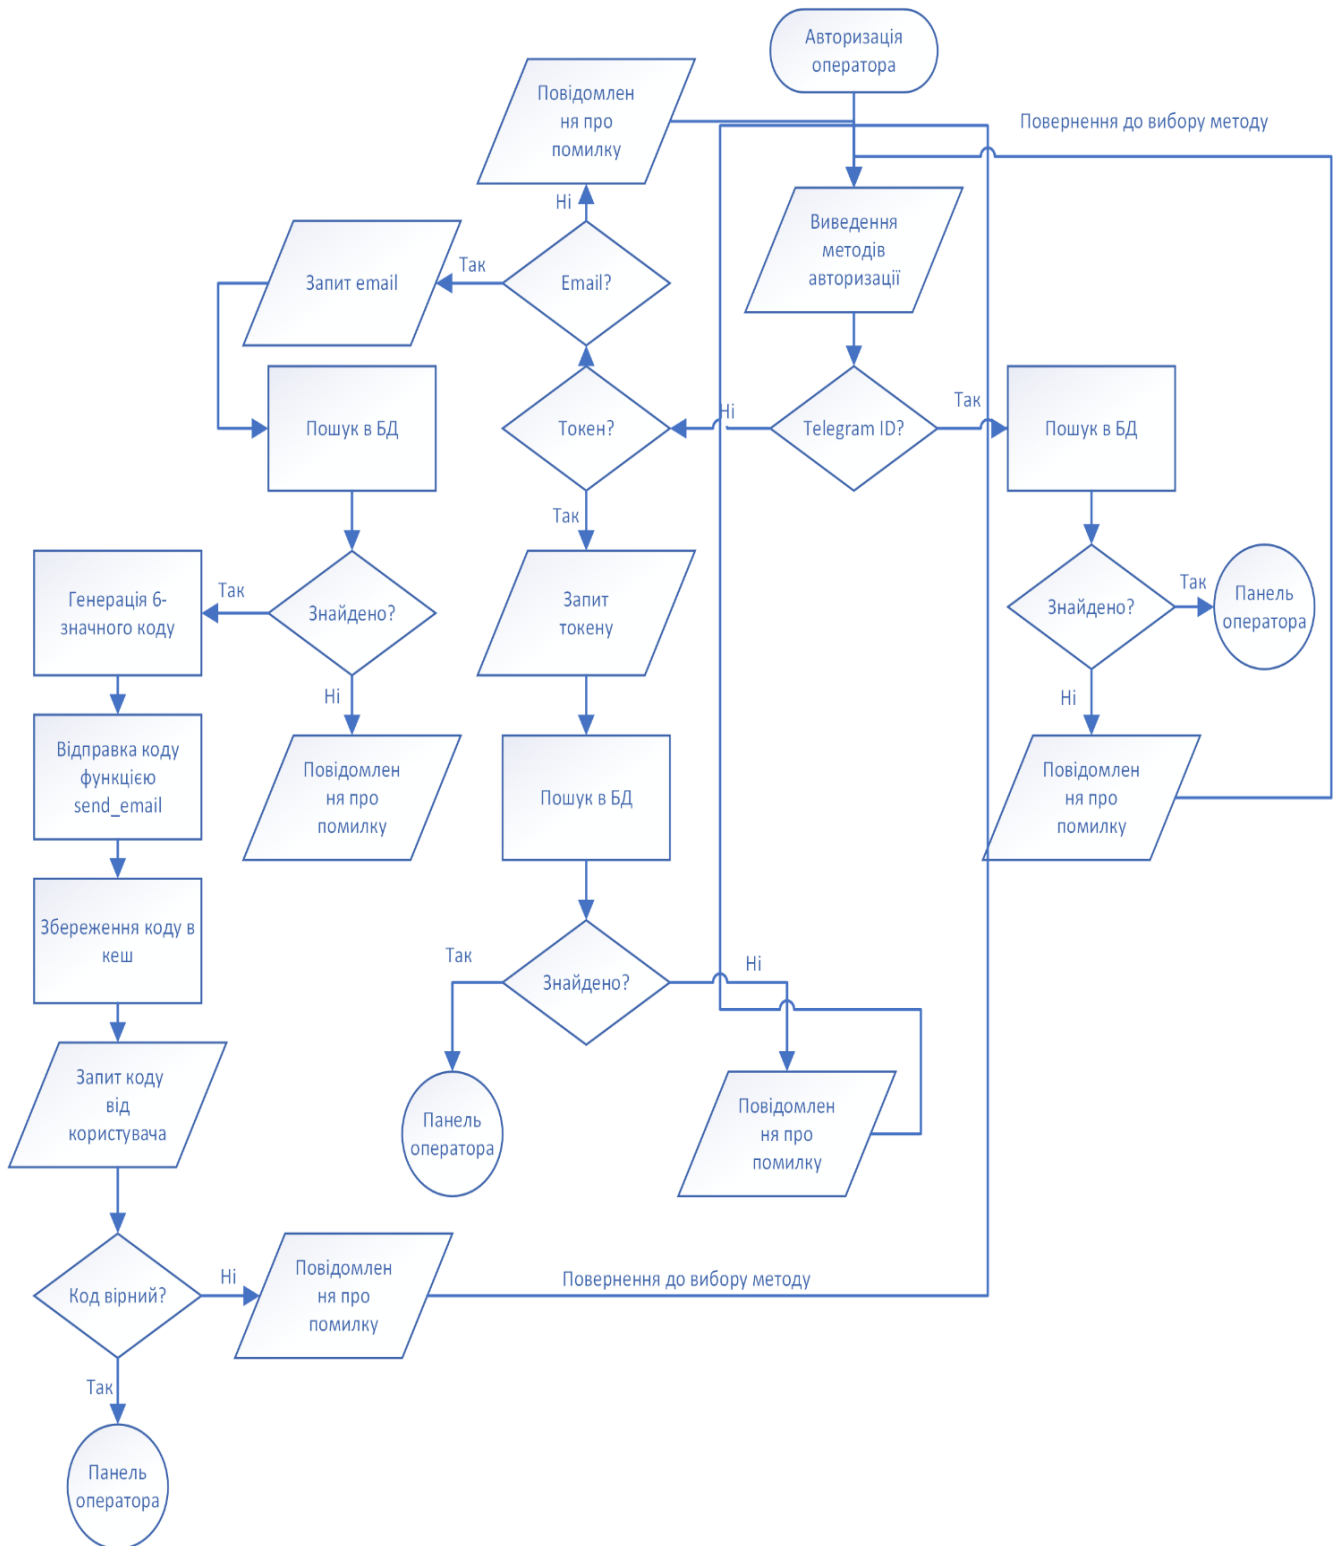 Авторизація
оператора
Повідомлен
ня про
помилку
Повернення до вибору методу
Ні
Виведення
методів
авторизації
Запит email
Так
Email?
Пошук в БД
Токен?
Ні
Telegram ID?
Так
Пошук в БД
Так
Генерація 6-
значного коду
Так
Знайдено?
Запит
токену
Знайдено?
Так
Панель
оператора
Ні
Ні
Відправка коду
функцією
send_email
Повідомлен
ня про
помилку
Пошук в БД
Повідомлен
ня про
помилку
Збереження коду в
кеш
Так
Знайдено?
Ні
Запит коду
від
користувача
Панель
оператора
Повідомлен
ня про
помилку
Код вірний?
Ні
Повідомлен
ня про
помилку
Повернення до вибору методу
Так
Панель
оператора